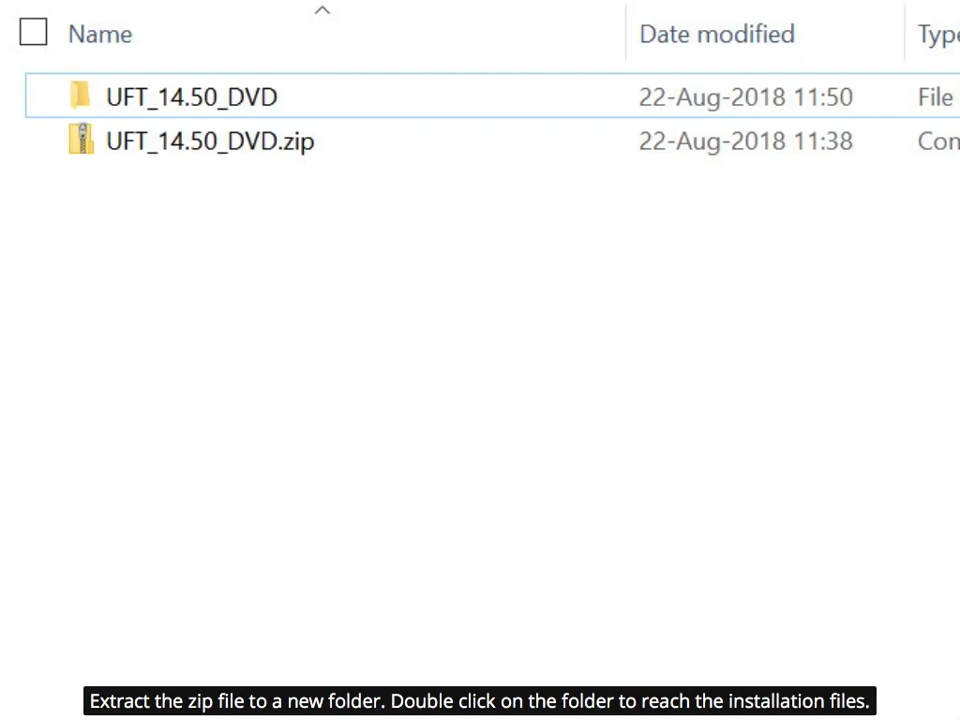 Name Date modified Type
UFT_14.50_DVD 22-Aug-2018 11:50 File
UFT_14.50_DVD.zip 22-Aug-2018 11:38 Con
Extract the zip file to a new folder. Double click on the folder to reach the installation files.